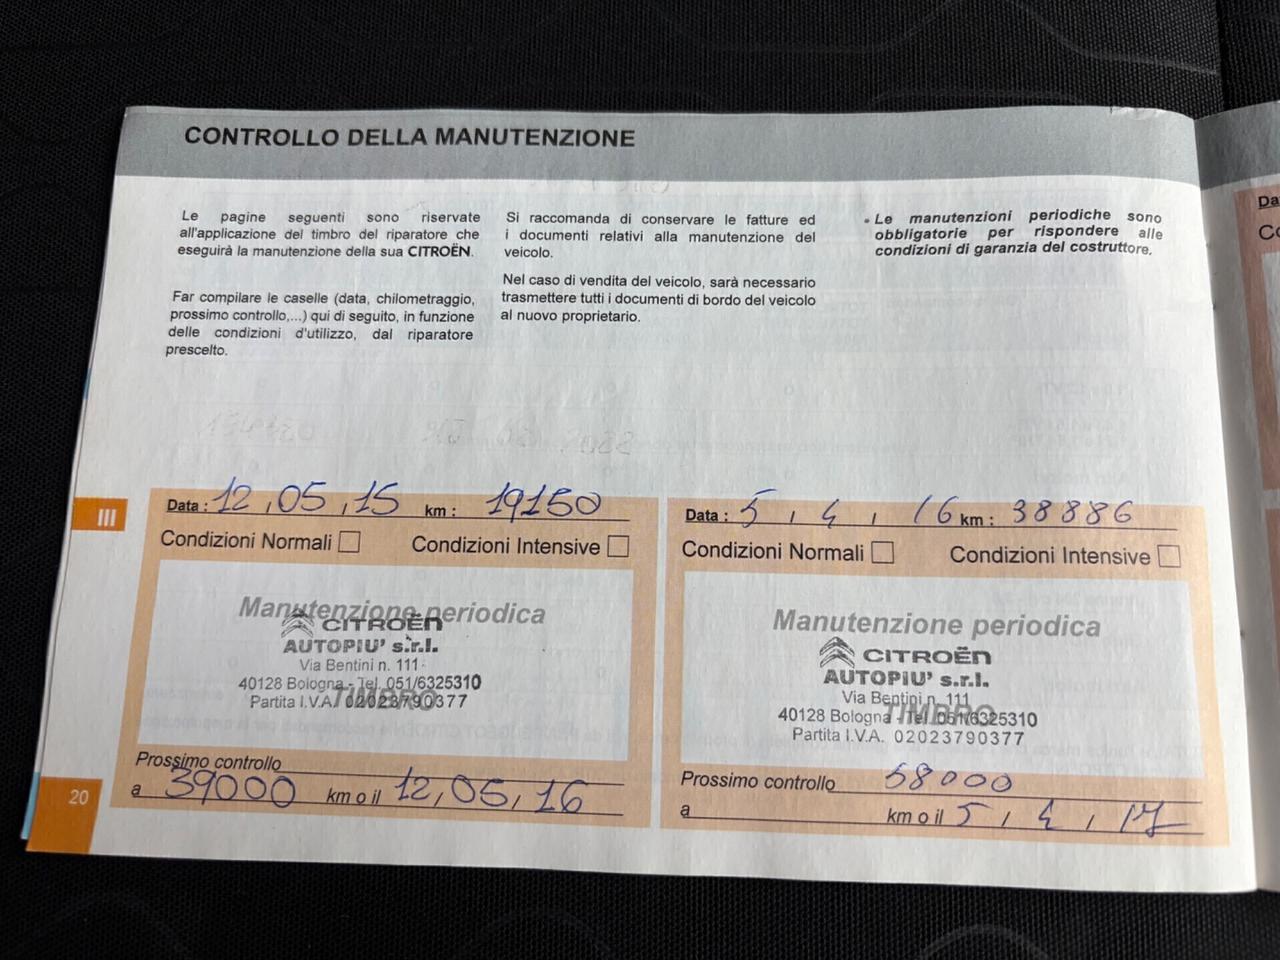 CONTROLLO DELLA MANUTENZIONE
Le pagine seguenti sono riservate
all'applicazione del timbro del riparatore che
eseguirà la manutenzione della sua CITROËN.
Far compilare le caselle (data, chilometraggio,
prossimo controllo,...) qui di seguito, in funzione
delle condizioni d'utilizzo, dal riparatore
prescelto.
Si raccomanda di conservare le fatture ed
i documenti relativi alla manutenzione del
veicolo.
Nel caso di vendita del veicolo, sarà necessario
trasmettere tutti i documenti di bordo del veicolo
al nuovo proprietario.
Le manutenzioni periodiche sono
obbligatorie per rispondere alle
condizioni di garanzia del costruttore.
III
Data : 12,05,15 km : 19150
Condizioni Normali Condizioni Intensive
Manutenzione periodica
CITROËN
AUTOPIU' s.r.l.
Via Bentini n. 111
40128 Bologna - Tel. 051/6325310
TIMBRO
Partita I.V.A. 02023790377
Prossimo controllo
a 39000 km o il 12,05,16
Data : 5, 4, 16 km : 38886
Condizioni Normali Condizioni Intensive
Manutenzione periodica
CITROËN
AUTOPIU' s.r.l.
Via Bentini n. 111
TIMBRO
40128 Bologna - Tel. 051/6325310
Partita I.V.A. 02023790377
Prossimo controllo 58000
a km o il 5, 4, 17
20
Da